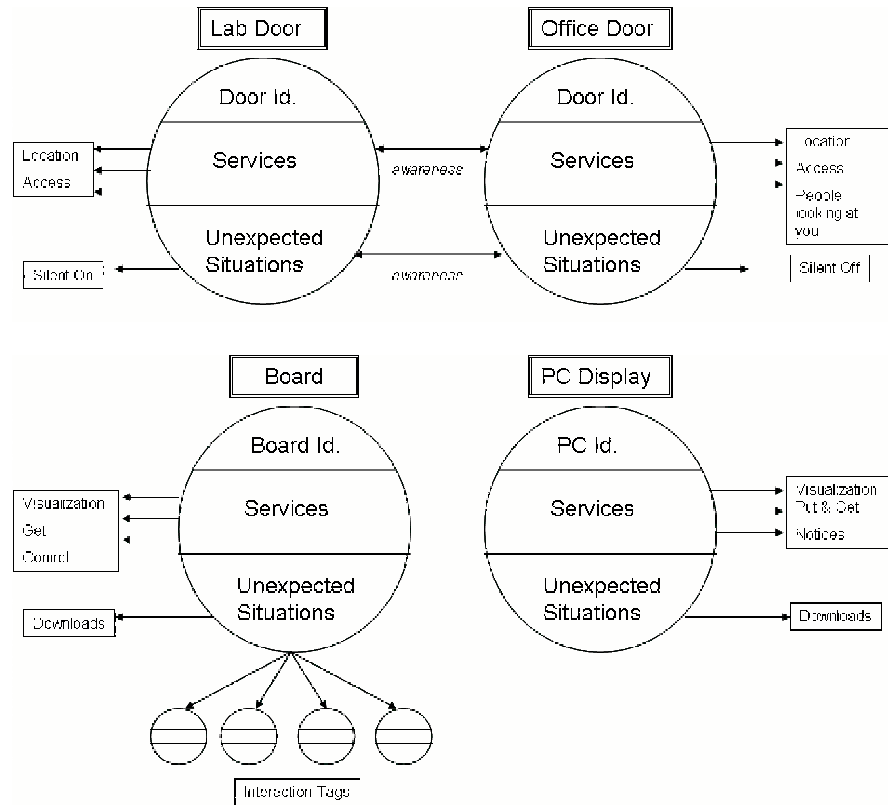 Lab Door
Office Door
Door Id.
Door Id.
Services
Services
Location
Access
awareness
Location
Access
People
looking at
you
Unexpected
Situations
Unexpected
Situations
Silent On
awareness
Silent Off
Board
PC Display
Board Id.
PC Id.
Services
Services
Visualization
Get
Control
Visualization
Put & Get
Notices
Unexpected
Situations
Unexpected
Situations
Downloads
Downloads
Interaction Tags